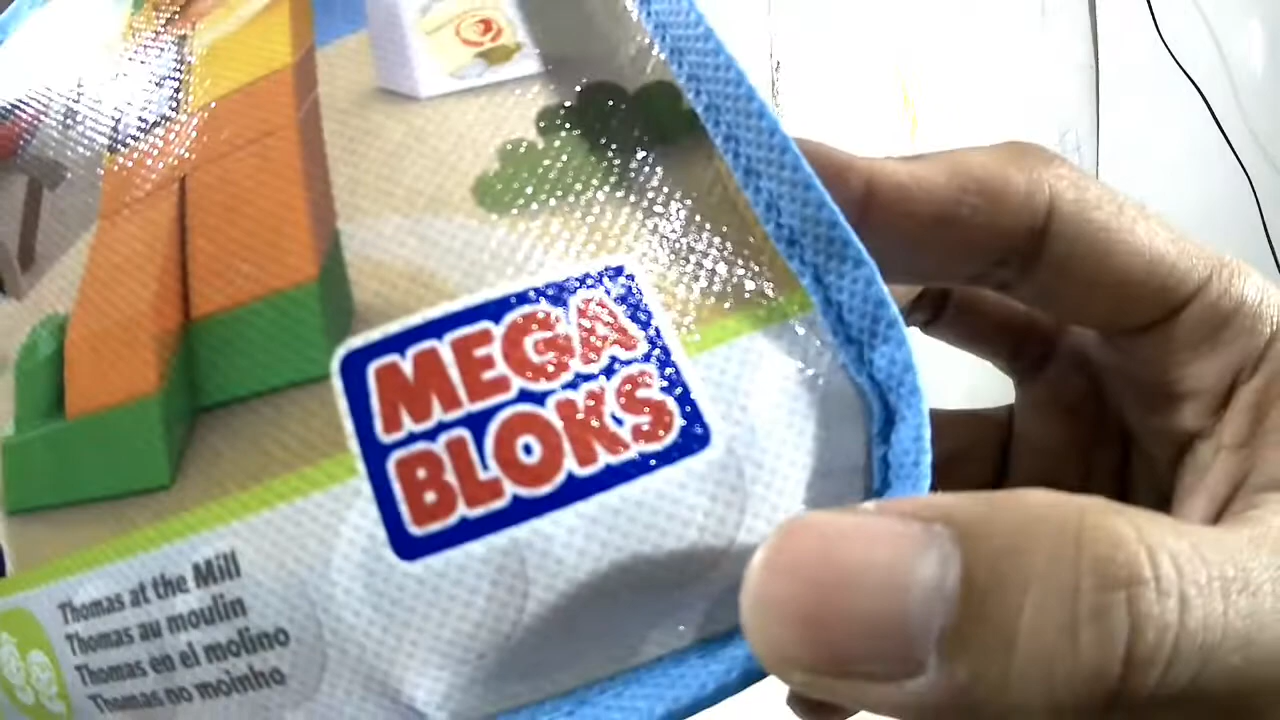 MEGA
BLOKS
Thomas at the Mill
Thomas au moulin
Thomas en el molino
Thomas no moinho